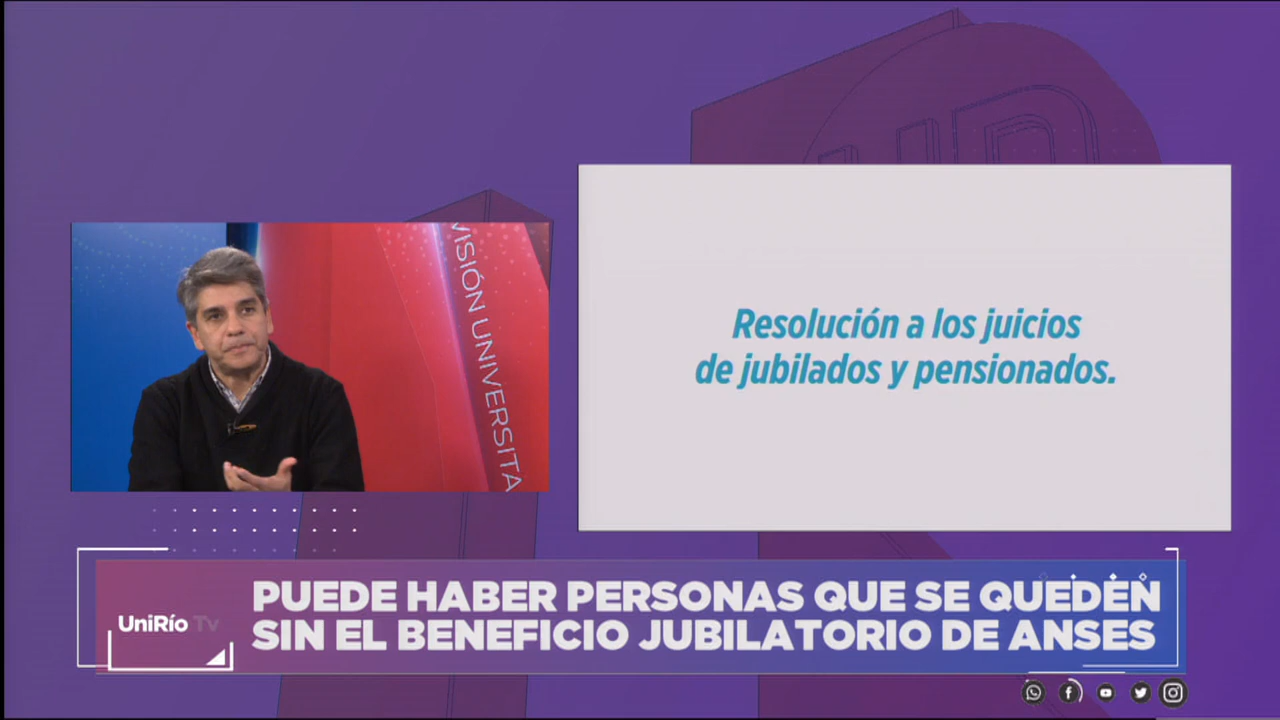 VISIÓN UNIVERSITA
Resolución a los juicios
de jubilados y pensionados.
UniRío Tv
PUEDE HABER PERSONAS QUE SE QUEDEN
SIN EL BENEFICIO JUBILATORIO DE ANSES